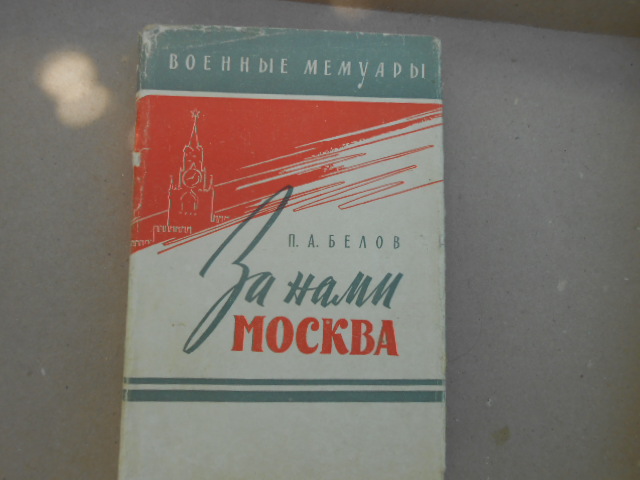 ВОЕННЫЕ МЕМУАРЫ
П. А. БЕЛОВ
За нами
МОСКВА